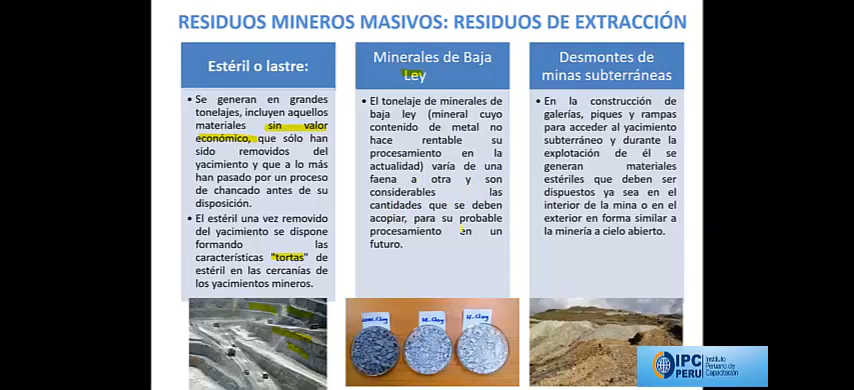 RESIDUOS MINEROS MASIVOS: RESIDUOS DE EXTRACCIÓN
Estéril o lastre:
• Se generan en grandes
tonelajes, incluyen aquellos
materiales sin valor
económico, que sólo han
sido removidos del
yacimiento y que a lo más
han pasado por un proceso
de chancado antes de su
disposición.
• El estéril una vez removido
del yacimiento se dispone
formando las
características "tortas" de
estéril en las cercanías de
los yacimientos mineros.
Minerales de Baja
Ley
• El tonelaje de minerales de
baja ley (mineral cuyo
contenido de metal no
hace rentable su
procesamiento en la
actualidad) varía de una
faena a otra y son
considerables las
cantidades que se deben
acopiar, para su probable
procesamiento en un
futuro.
Desmontes de
minas subterráneas
• En la construcción de
galerías, piques y rampas
para acceder al yacimiento
subterráneo y durante la
explotación de él se
generan materiales
estériles que deben ser
dispuestos ya sea en el
interior de la mina o en el
exterior en forma similar a
la minería a cielo abierto.
IPC
PERU
Instituto
Peruano de
Capacitación